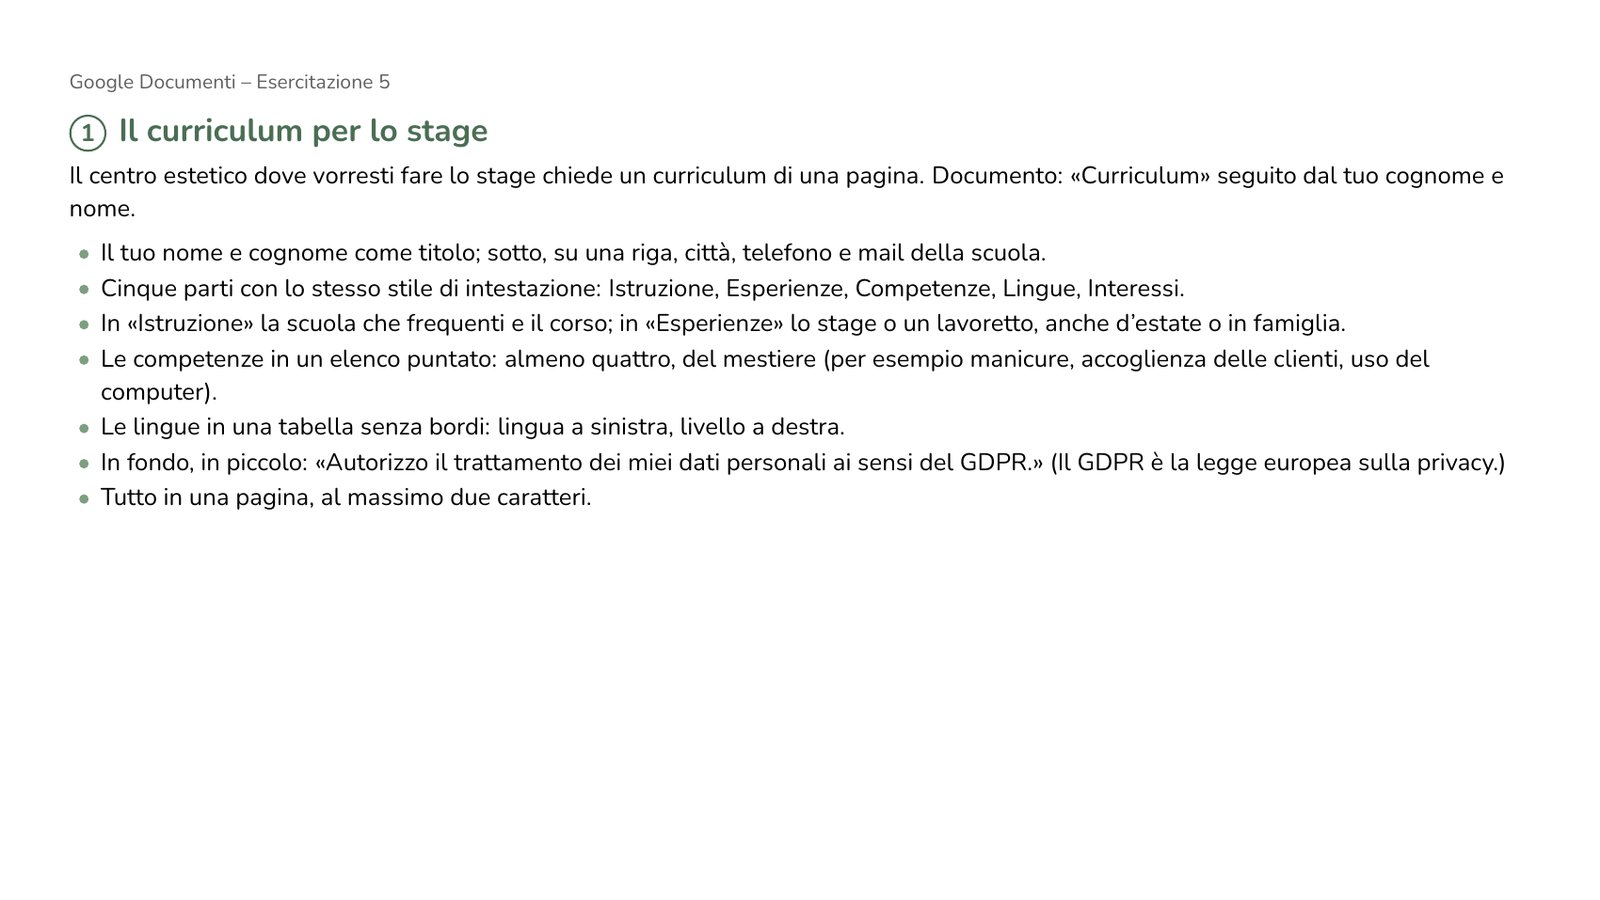 Google Documenti – Esercitazione 5
1 Il curriculum per lo stage
Il centro estetico dove vorresti fare lo stage chiede un curriculum di una pagina. Documento: «Curriculum» seguito dal tuo cognome e
nome.
• Il tuo nome e cognome come titolo; sotto, su una riga, città, telefono e mail della scuola.
• Cinque parti con lo stesso stile di intestazione: Istruzione, Esperienze, Competenze, Lingue, Interessi.
• In «Istruzione» la scuola che frequenti e il corso; in «Esperienze» lo stage o un lavoretto, anche d’estate o in famiglia.
• Le competenze in un elenco puntato: almeno quattro, del mestiere (per esempio manicure, accoglienza delle clienti, uso del
computer).
• Le lingue in una tabella senza bordi: lingua a sinistra, livello a destra.
• In fondo, in piccolo: «Autorizzo il trattamento dei miei dati personali ai sensi del GDPR.» (Il GDPR è la legge europea sulla privacy.)
• Tutto in una pagina, al massimo due caratteri.